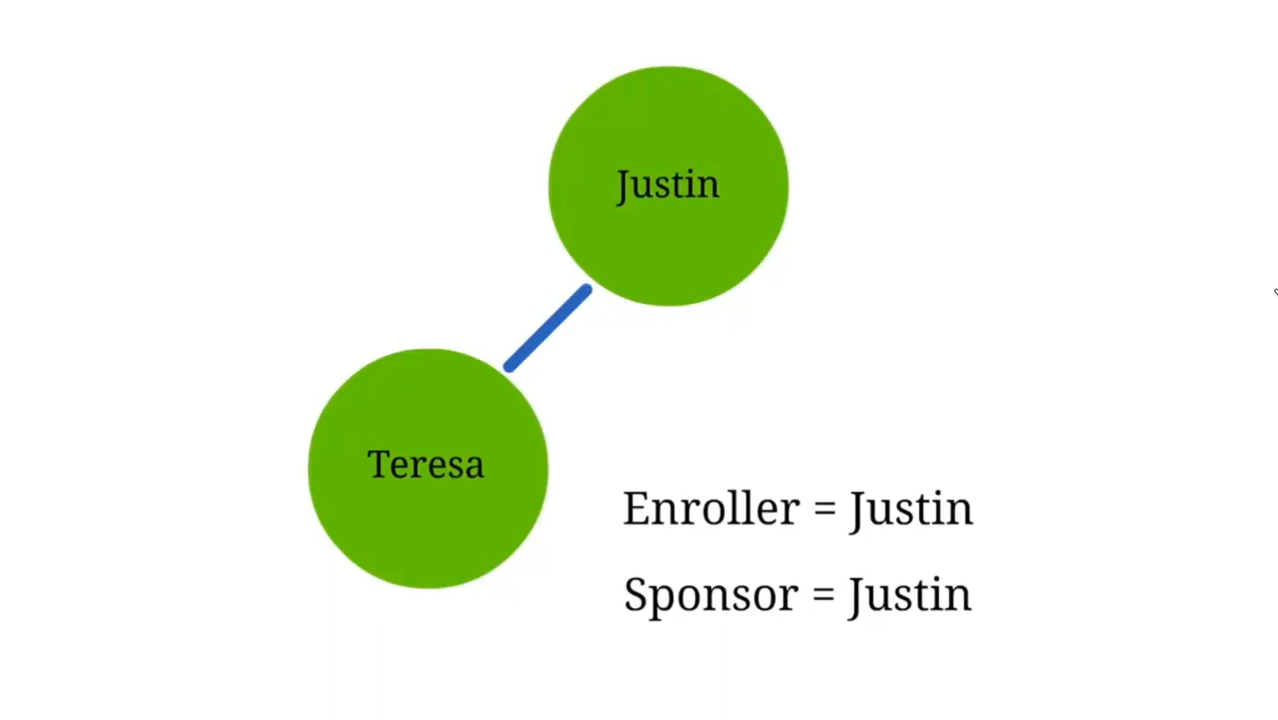 Justin
Teresa
Enroller = Justin
Sponsor = Justin